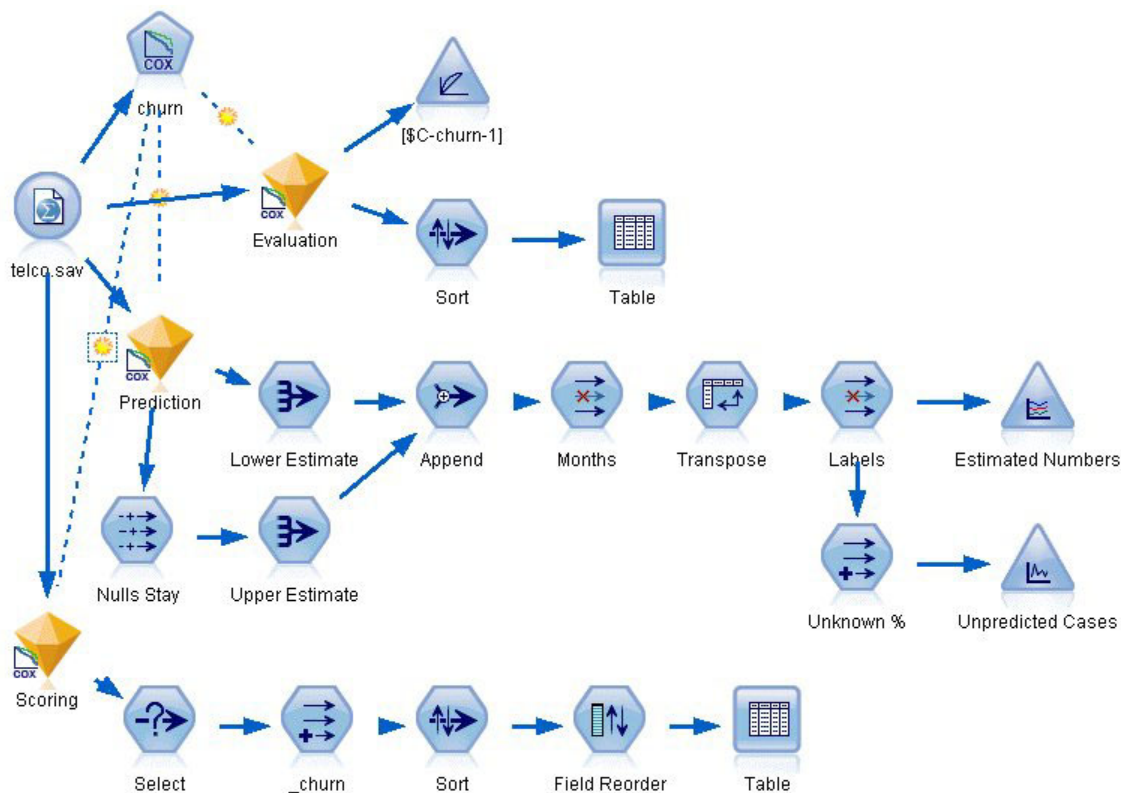 COX
churn
[$C-churn-1]
COX
Evaluation
telco.sav
Sort
Table
COX
Prediction
Lower Estimate
Append
Months
Transpose
Labels
Estimated Numbers
Nulls Stay
Upper Estimate
Unknown %
Unpredicted Cases
COX
Scoring
Select
_churn
Sort
Field Reorder
Table